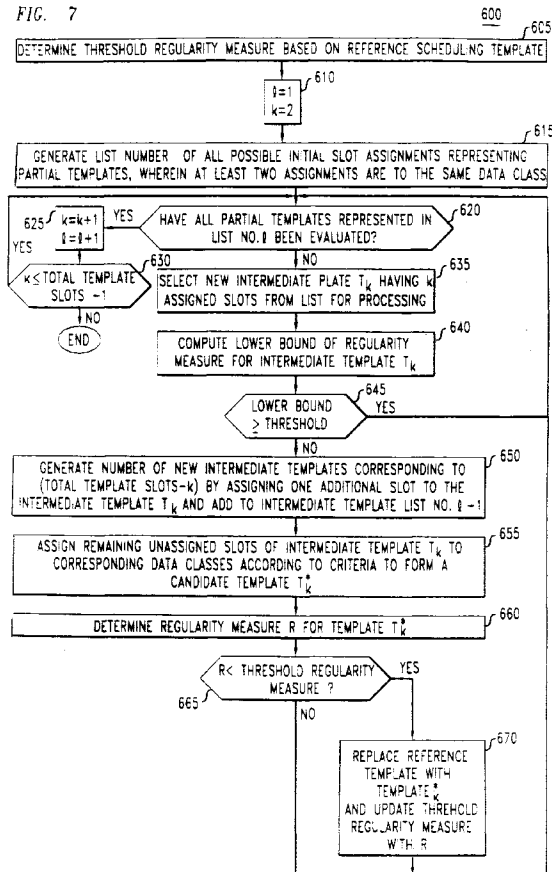 FIG. 7
600
605
DETERMINE THRESHOLD REGULARITY MEASURE BASED ON REFERENCE SCHEDULING TEMPLATE
610
ℓ=1
k=2
615
GENERATE LIST NUMBER OF ALL POSSIBLE INITIAL SLOT ASSIGNMENTS REPRESENTING
PARTIAL TEMPLATES, WHEREIN AT LEAST TWO ASSIGNMENTS ARE TO THE SAME DATA CLASS
620
HAVE ALL PARTIAL TEMPLATES REPRESENTED IN
LIST NO. ℓ BEEN EVALUATED?
YES
625
k=k+1
ℓ=ℓ+1
YES
630
k≤TOTAL TEMPLATE
SLOTS -1
NO
END
NO
635
SELECT NEW INTERMEDIATE PLATE Tk HAVING k
ASSIGNED SLOTS FROM LIST FOR PROCESSING
640
COMPUTE LOWER BOUND OF REGULARITY
MEASURE FOR INTERMEDIATE TEMPLATE Tk
645
LOWER BOUND
≥ THRESHOLD
YES
NO
650
GENERATE NUMBER OF NEW INTERMEDIATE TEMPLATES CORRESPONDING TO
(TOTAL TEMPLATE SLOTS-k) BY ASSIGNING ONE ADDITIONAL SLOT TO THE
INTERMEDIATE TEMPLATE Tk AND ADD TO INTERMEDIATE TEMPLATE LIST NO. ℓ -1
655
ASSIGN REMAINING UNASSIGNED SLOTS OF INTERMEDIATE TEMPLATE Tk TO
CORRESPONDING DATA CLASSES ACCORDING TO CRITERIA TO FORM A
CANDIDATE TEMPLATE T*k
660
DETERMINE REGULARITY MEASURE R FOR TEMPLATE T*k
R< THRESHOLD REGULARITY
MEASURE ?
YES
665
NO
670
REPLACE REFERENCE
TEMPLATE WITH
TEMPLATE*k
AND UPDATE THREHOLD
REGULARITY MEASURE
WITH R